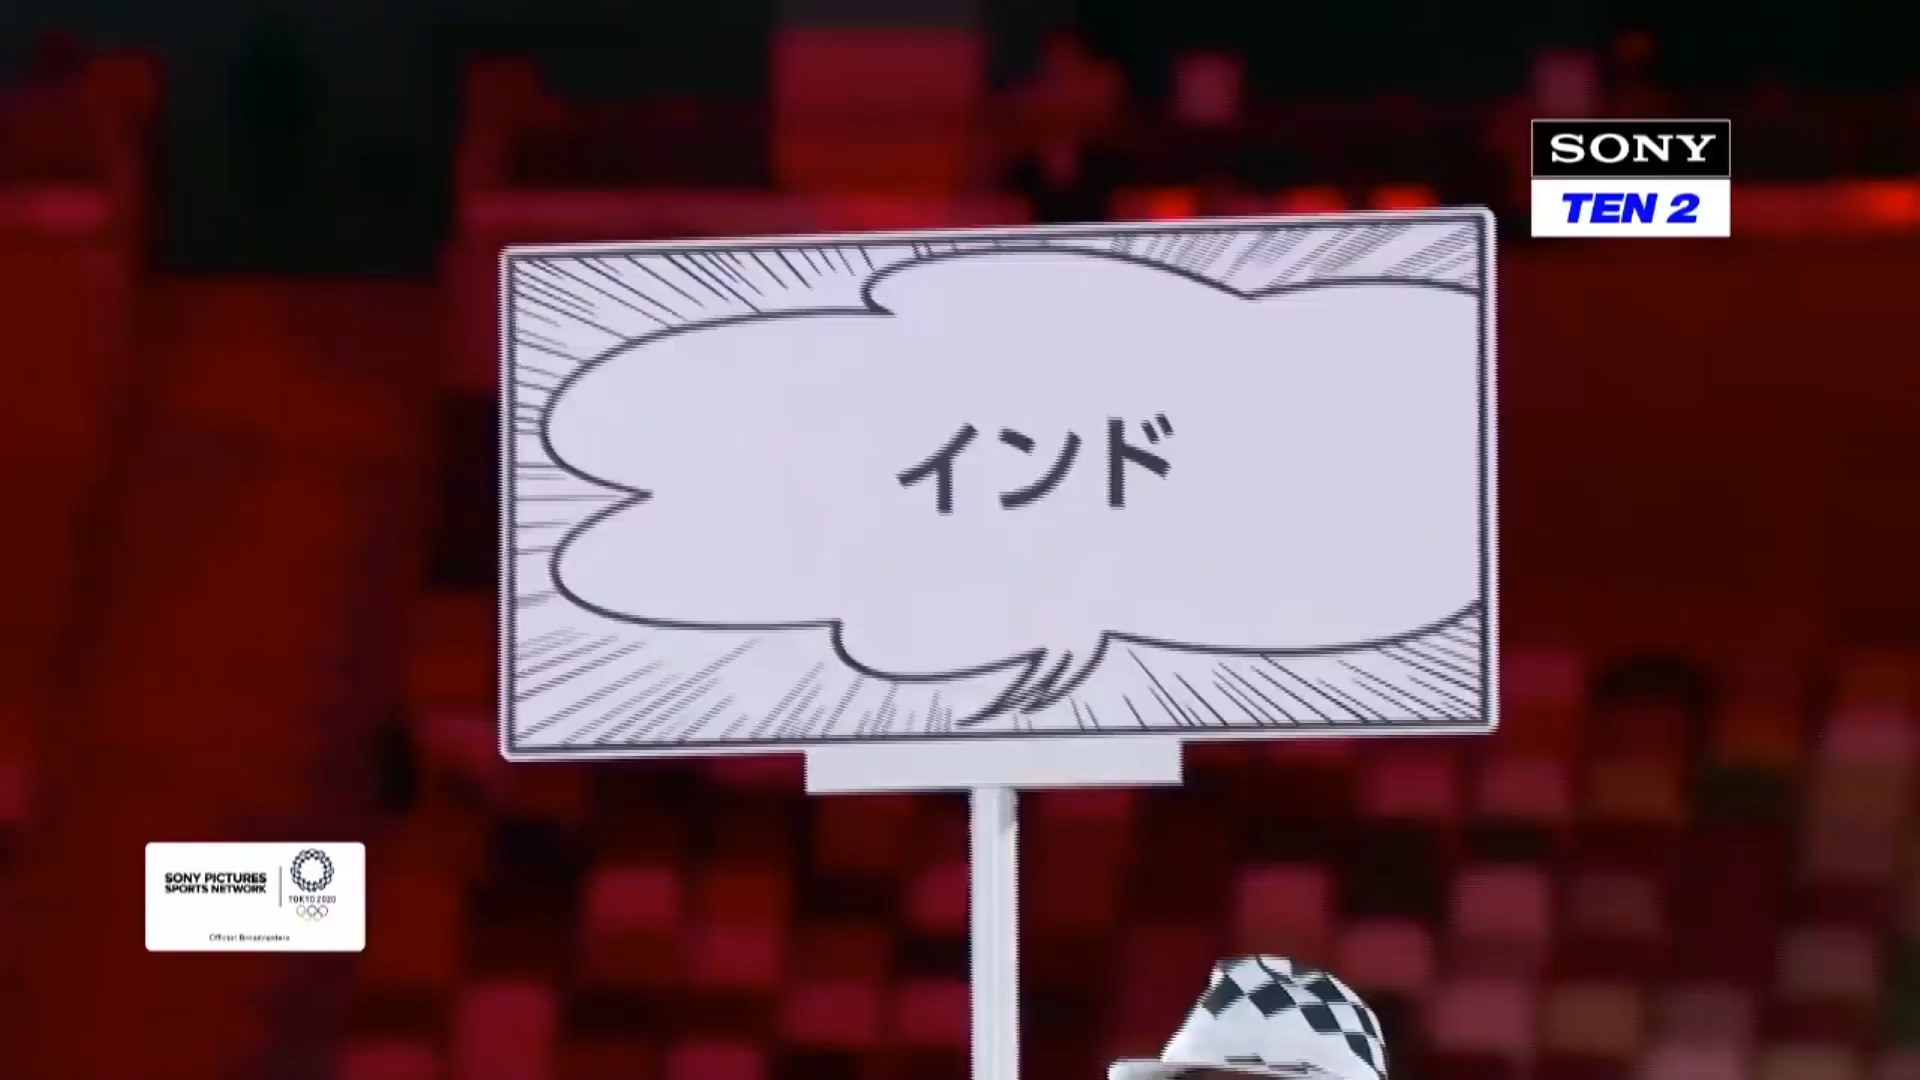 SONY
TEN 2
インド
SONY PICTURES
SPORTS NETWORK
TOKYO 2020
Official Broadcasters